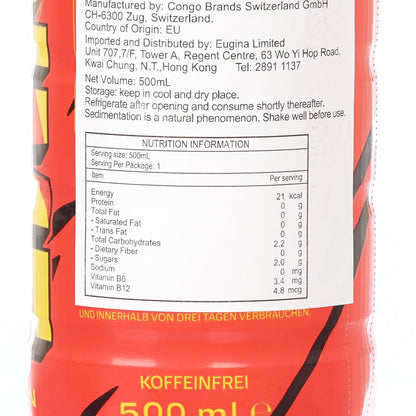 Manufactured by: Congo Brands Switzerland GmbH
CH-6300 Zug, Switzerland.
Country of Origin: EU
Imported and Distributed by: Eugina Limited
Unit 707,7/F, Tower A, Regent Centre, 63 Wo Yi Hop Road,
Kwai Chung, N.T.,Hong Kong Tel: 2891 1137
Net Volume: 500mL
Storage: keep in cool and dry place.
Refrigerate after opening and consume shortly thereafter.
Sedimentation is a natural phenomenon. Shake well before use.
NUTRITION INFORMATION
Serving size: 500mL
Serving Per Package: 1
Item Per serving
Energy 21 kcal
Protein 0 g
Total Fat 0 g
- Saturated Fat 0 g
- Trans Fat 0 g
Total Carbohydrates 2.2 g
- Dietary Fiber 0 g
- Sugars 2.0 g
Sodium 0 mg
Vitamin B6 3.4 mg
Vitamin B12 4.8 mcg
UND INNERHALB VON DREI TAGEN VERBRAUCHEN.
KOFFEINFREI
500 ml e